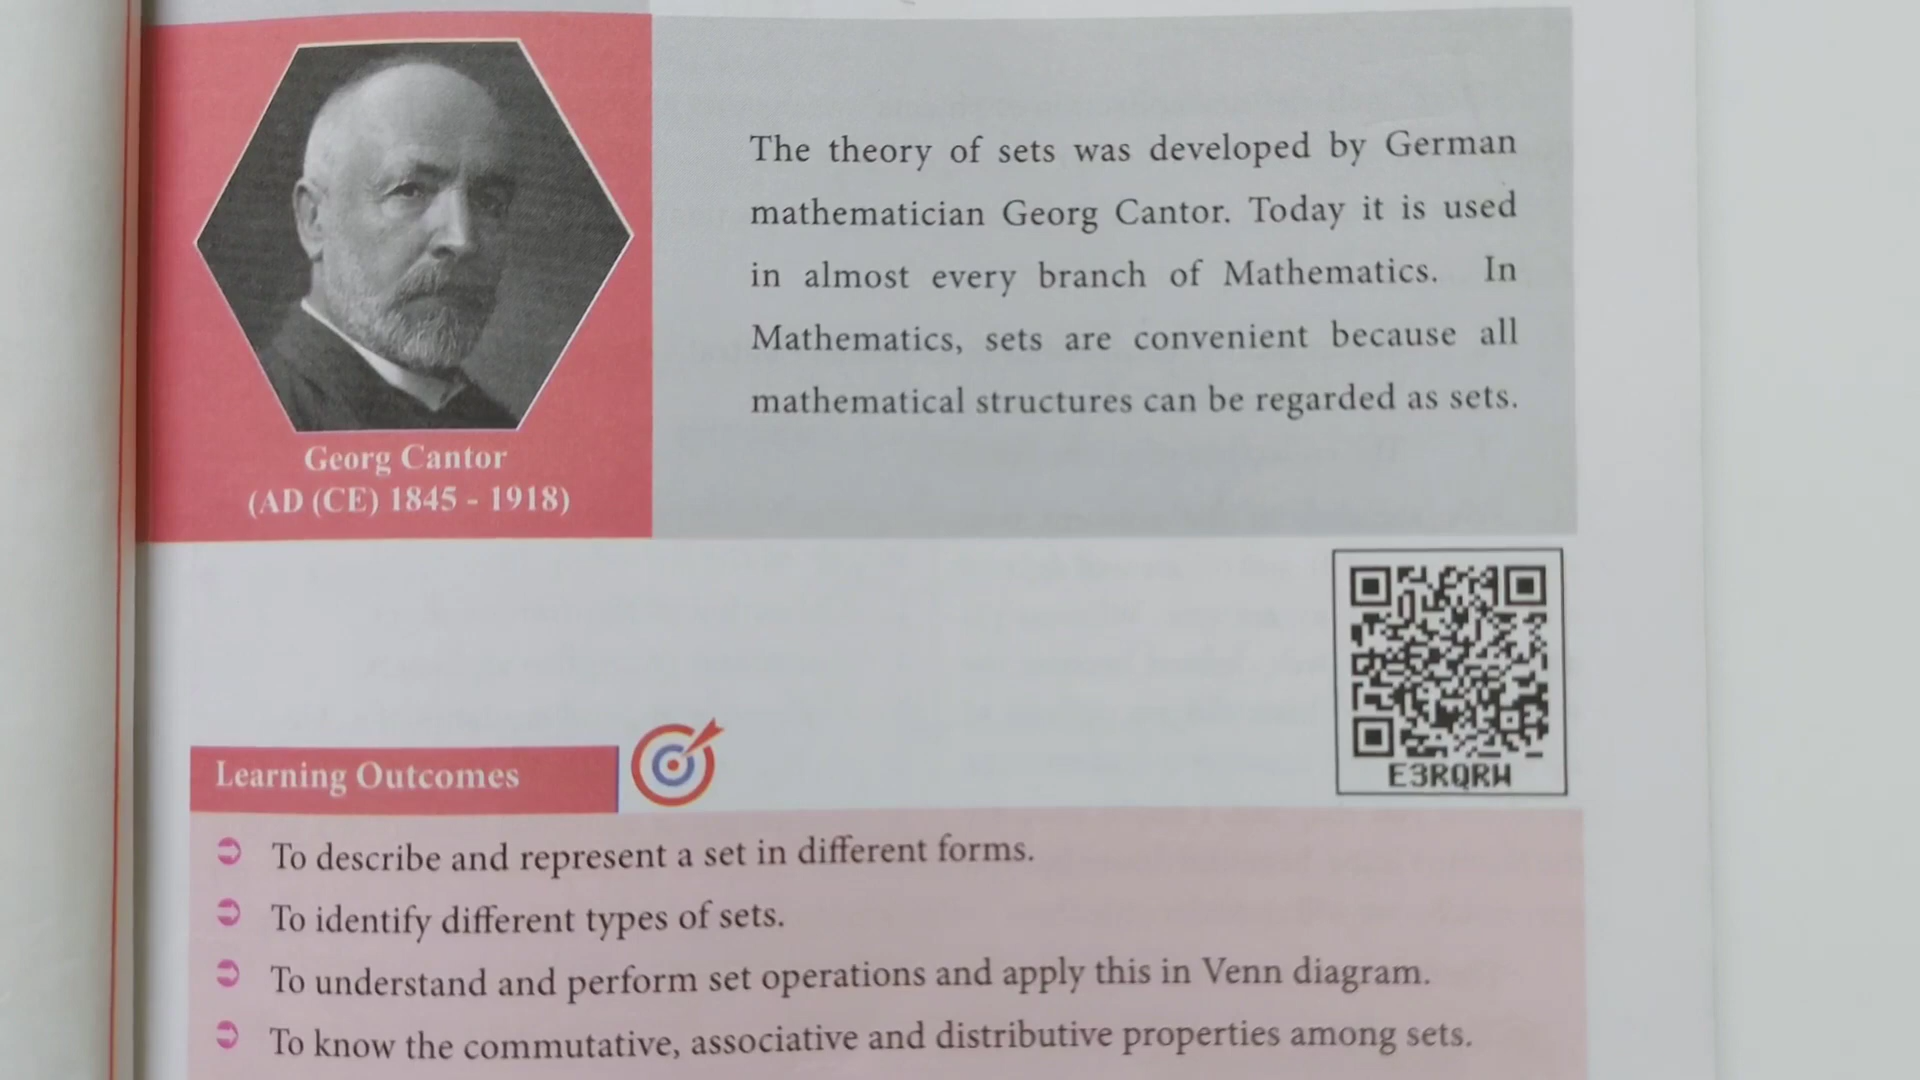 The theory of sets was developed by German
mathematician Georg Cantor. Today it is used
in almost every branch of Mathematics. In
Mathematics, sets are convenient because all
mathematical structures can be regarded as sets.
Georg Cantor
(AD (CE) 1845 - 1918)
E3RQRW
Learning Outcomes
To describe and represent a set in different forms.
To identify different types of sets.
To understand and perform set operations and apply this in Venn diagram.
To know the commutative, associative and distributive properties among sets.